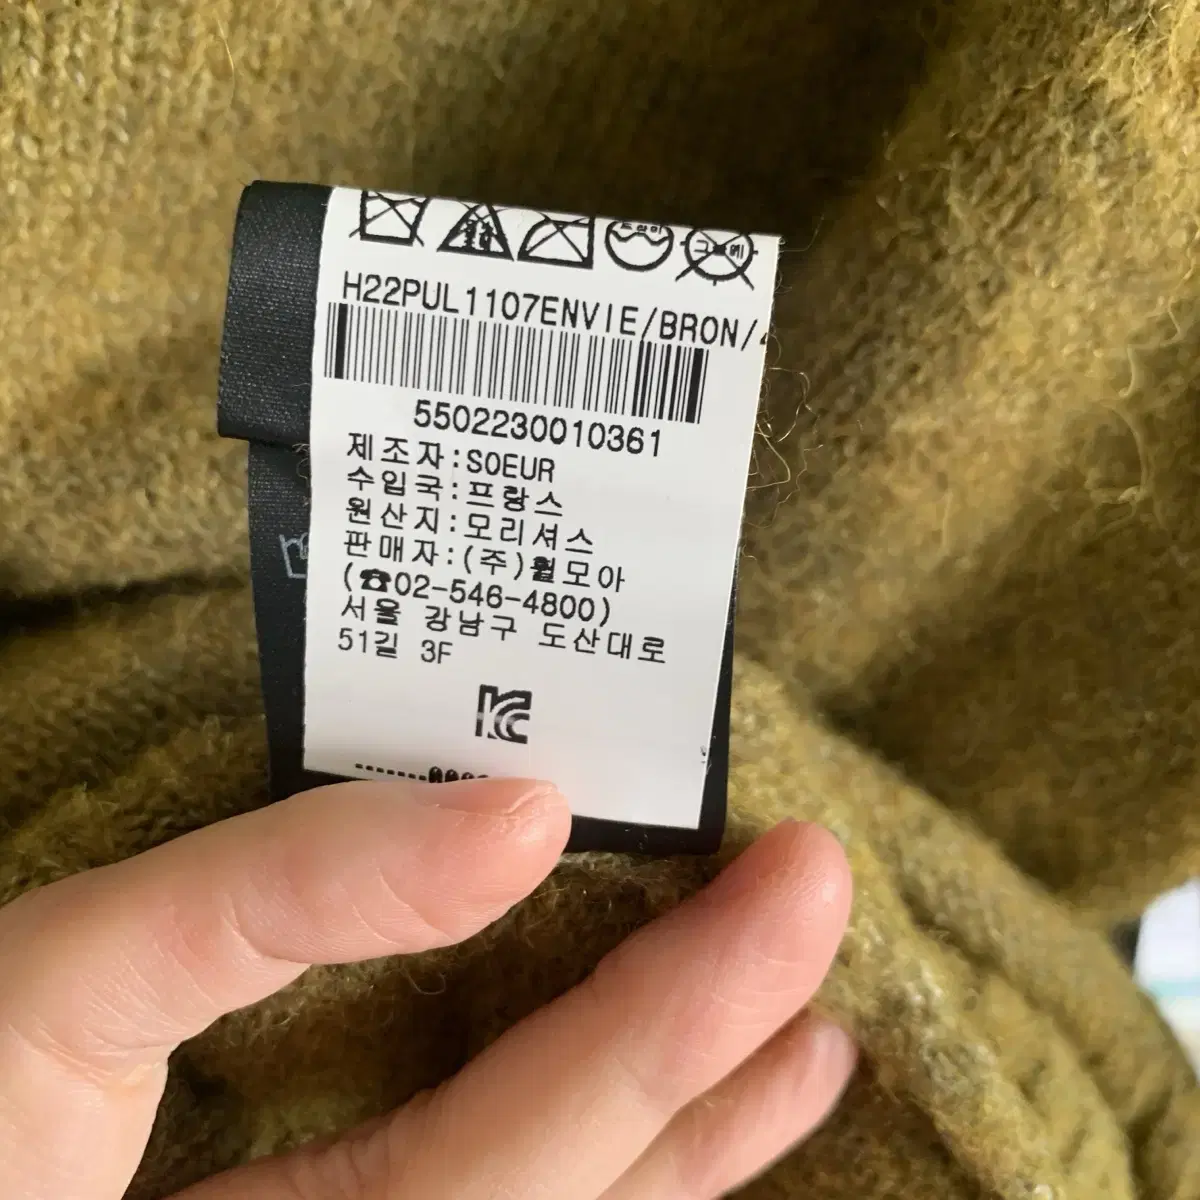 H22PUL1107ENVIE/BRON/
5502230010361
제조자:SOEUR
수입국:프랑스
원산지:모리셔스
판매자:(주)월모아
(☎02-546-4800)
서울 강남구 도산대로
51길 3F
KC